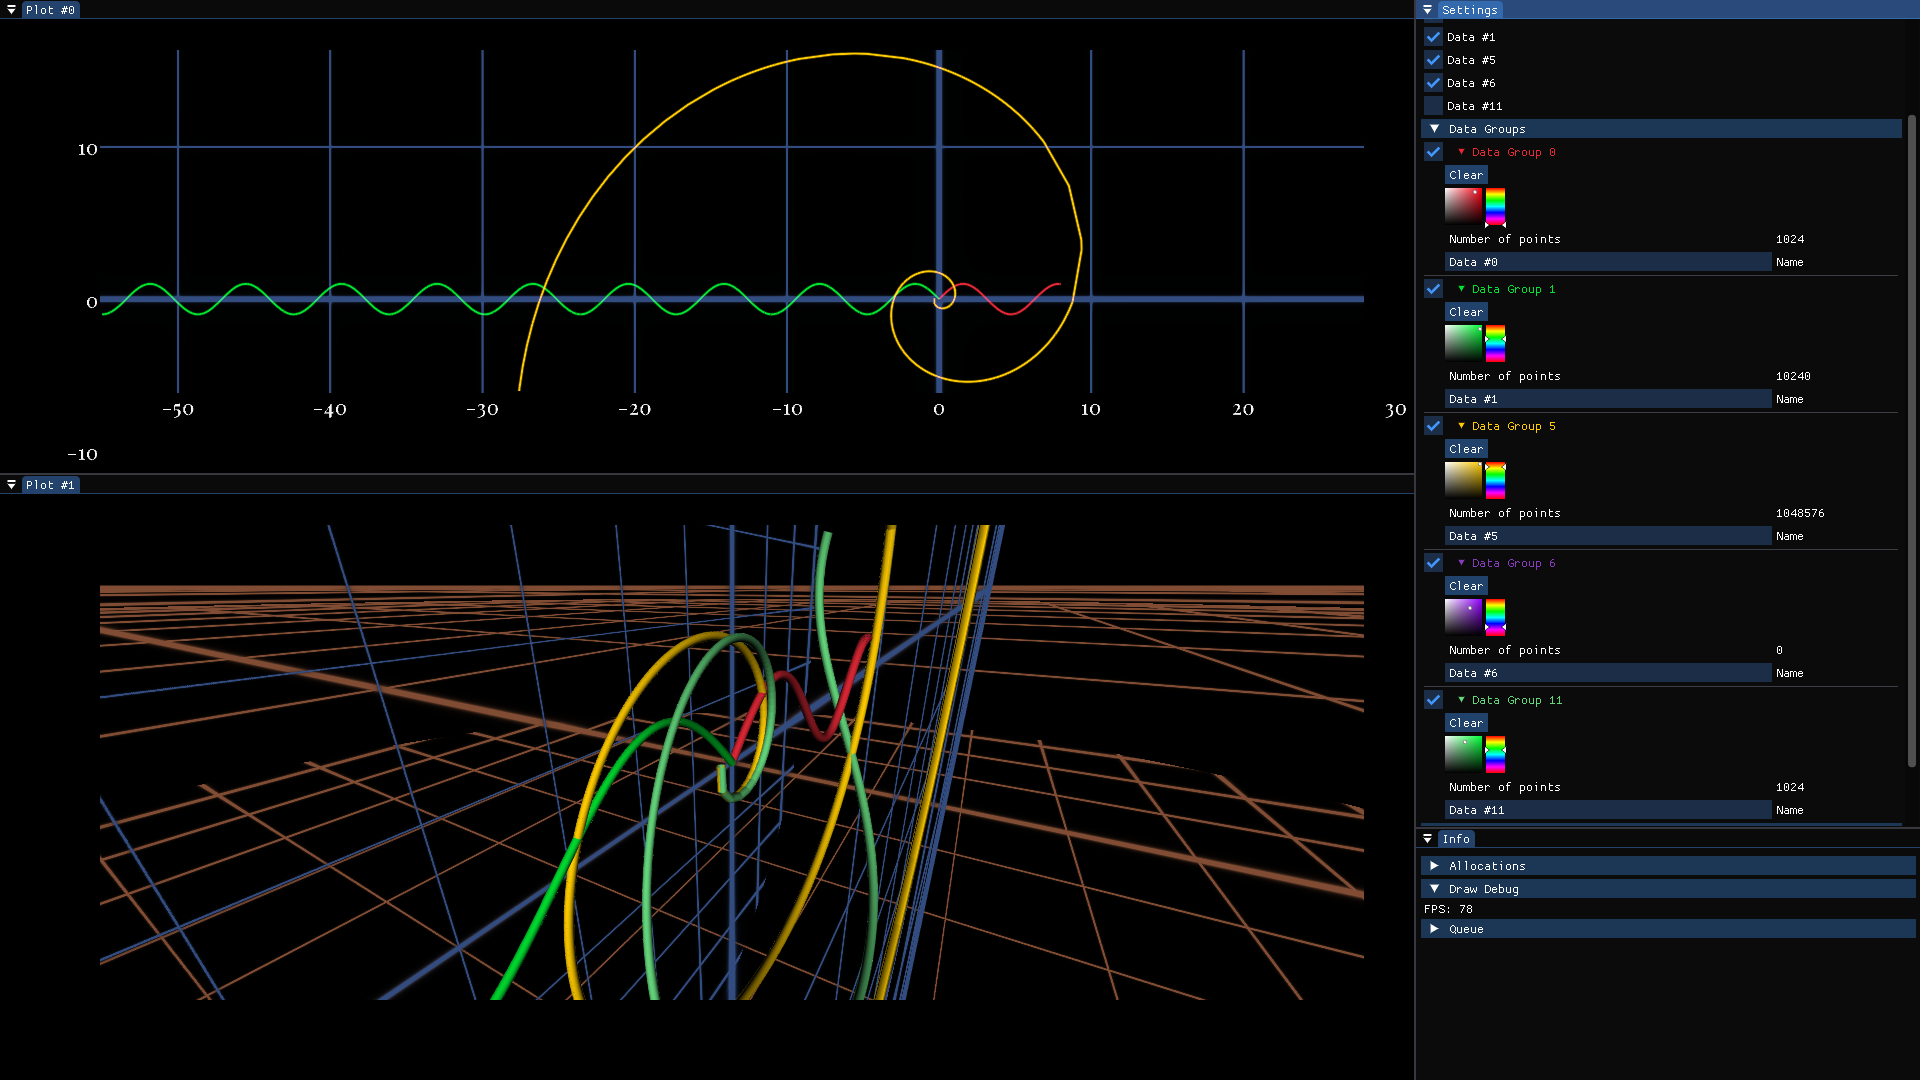 Plot #0
10
0
-50 -40 -30 -20 -10 0 10 20 30
-10
Plot #1
Settings
Data #1
Data #5
Data #6
Data #11
Data Groups
Data Group 0
Clear
Number of points 1024
Data #0 Name
Data Group 1
Clear
Number of points 10240
Data #1 Name
Data Group 5
Clear
Number of points 1048576
Data #5 Name
Data Group 6
Clear
Number of points 0
Data #6 Name
Data Group 11
Clear
Number of points 1024
Data #11 Name
Info
Allocations
Draw Debug
FPS: 78
Queue